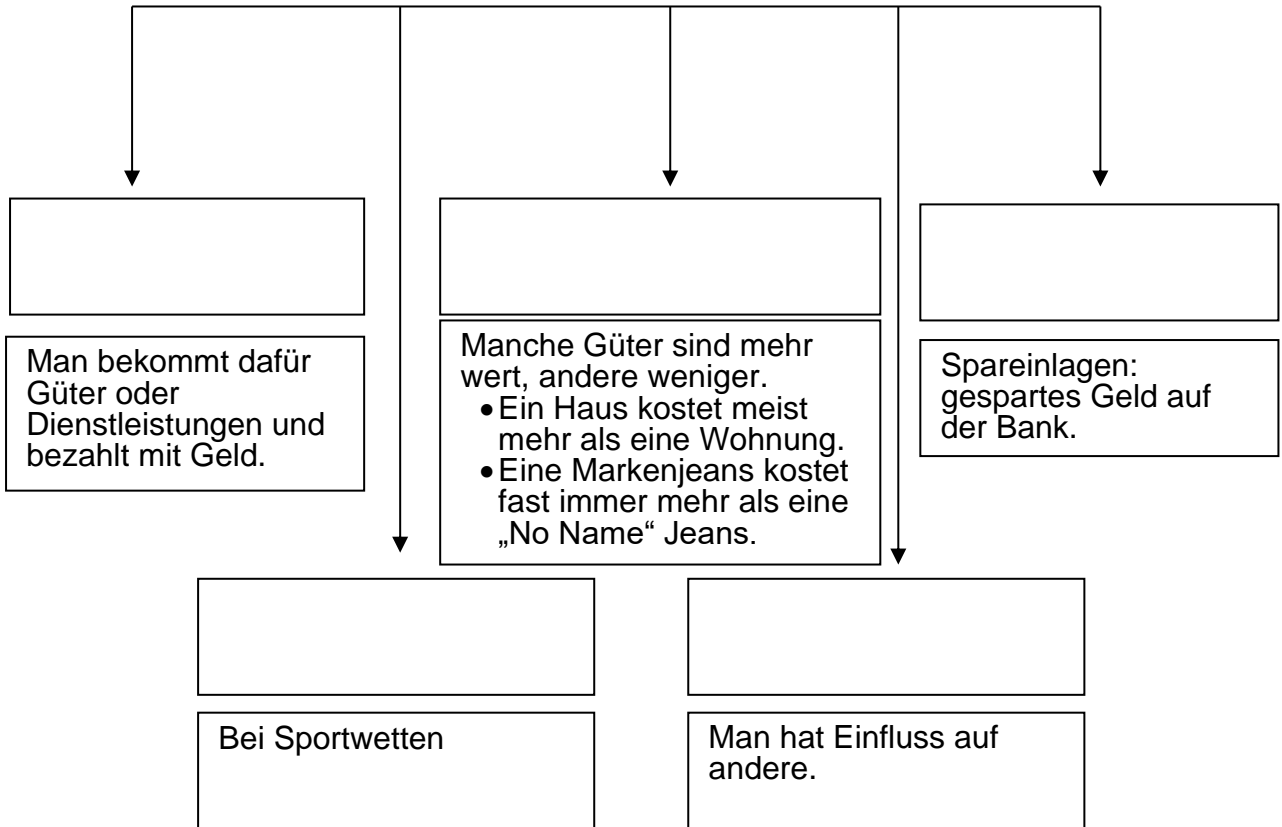 Man bekommt dafür
Güter oder
Dienstleistungen und
bezahlt mit Geld.
Manche Güter sind mehr
wert, andere weniger.
• Ein Haus kostet meist
mehr als eine Wohnung.
• Eine Markenjeans kostet
fast immer mehr als eine
„No Name“ Jeans.
Spareinlagen:
gespartes Geld auf
der Bank.
Bei Sportwetten
Man hat Einfluss auf
andere.